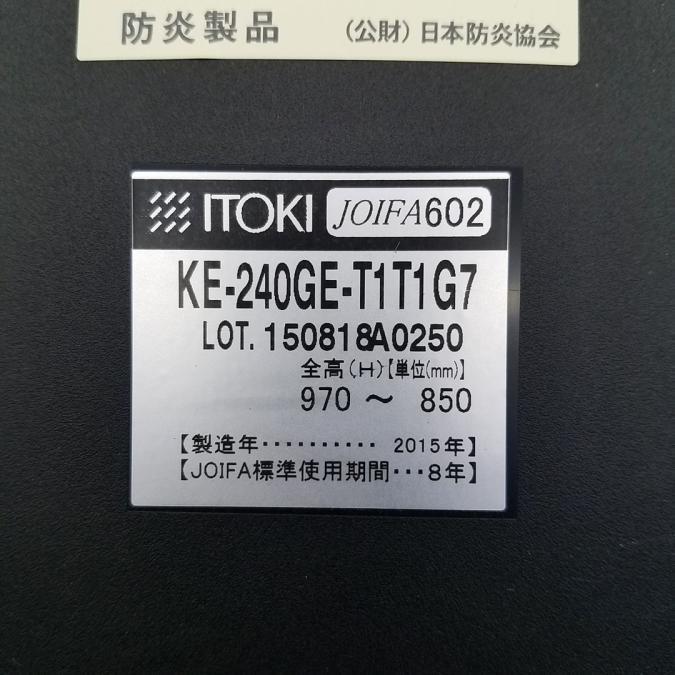 防炎製品 (公財)日本防炎協会
ITOKI JOIFA602
KE-240GE-T1T1G7
LOT. 150818A0250
全高(H)【単位(mm)】
970 ～ 850
【製造年‥‥‥‥‥ 2015年】
【JOIFA標準使用期間…8年】